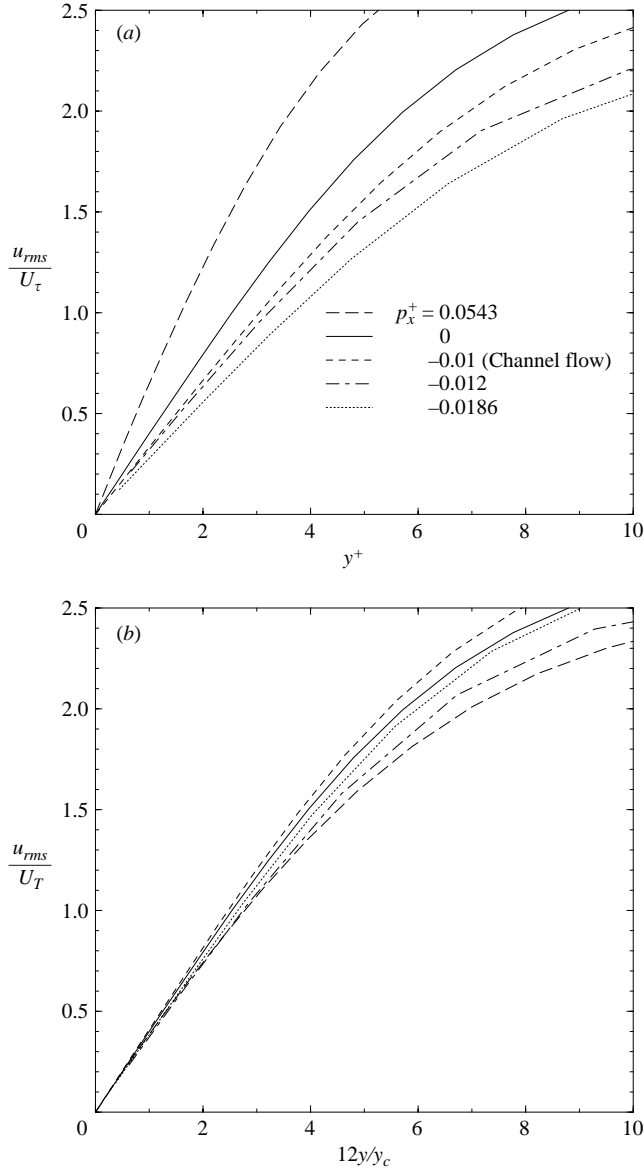 2.5
(a)
2.0
1.5
u_rms
U_τ
p_x^+ = 0.0543
1.0
0
–0.01 (Channel flow)
–0.012
0.5
–0.0186
0 2 4 6 8 10
y^+
2.5
(b)
2.0
1.5
u_rms
U_T
1.0
0.5
0 2 4 6 8 10
12y/y_c